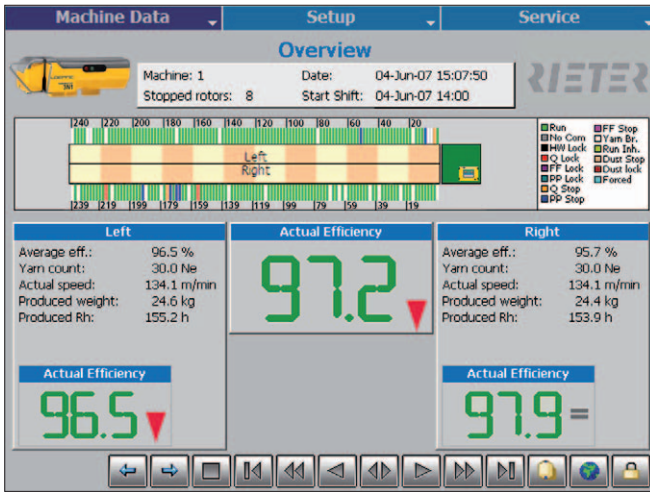 Machine Data
Setup
Service
Overview
RIETER
Machine: 1
Date: 04-Jun-07 15:07:50
Stopped rotors: 8
Start Shift: 04-Jun-07 14:00
|240 220 |200 |180 |160 |140 |120 |100 |80 |60 |40 |20
Left
Right
|239 |219 |199 |179 |159 |139 |119 |99 |79 |59 |39 |19
Run
No Com
HW Lock
Q Lock
FF Lock
PP Lock
Q Stop
PP Stop
FF Stop
Yarn Br.
Run Inh.
Dust Stop
Dust lock
Forced
Left
Average eff.: 96.5 %
Yarn count: 30.0 Ne
Actual speed: 134.1 m/min
Produced weight: 24.6 kg
Produced Rh: 155.2 h
Actual Efficiency
96.5
Actual Efficiency
97.2
Right
Average eff.: 95.7 %
Yarn count: 30.0 Ne
Actual speed: 134.1 m/min
Produced weight: 24.4 kg
Produced Rh: 153.9 h
Actual Efficiency
97.9 =